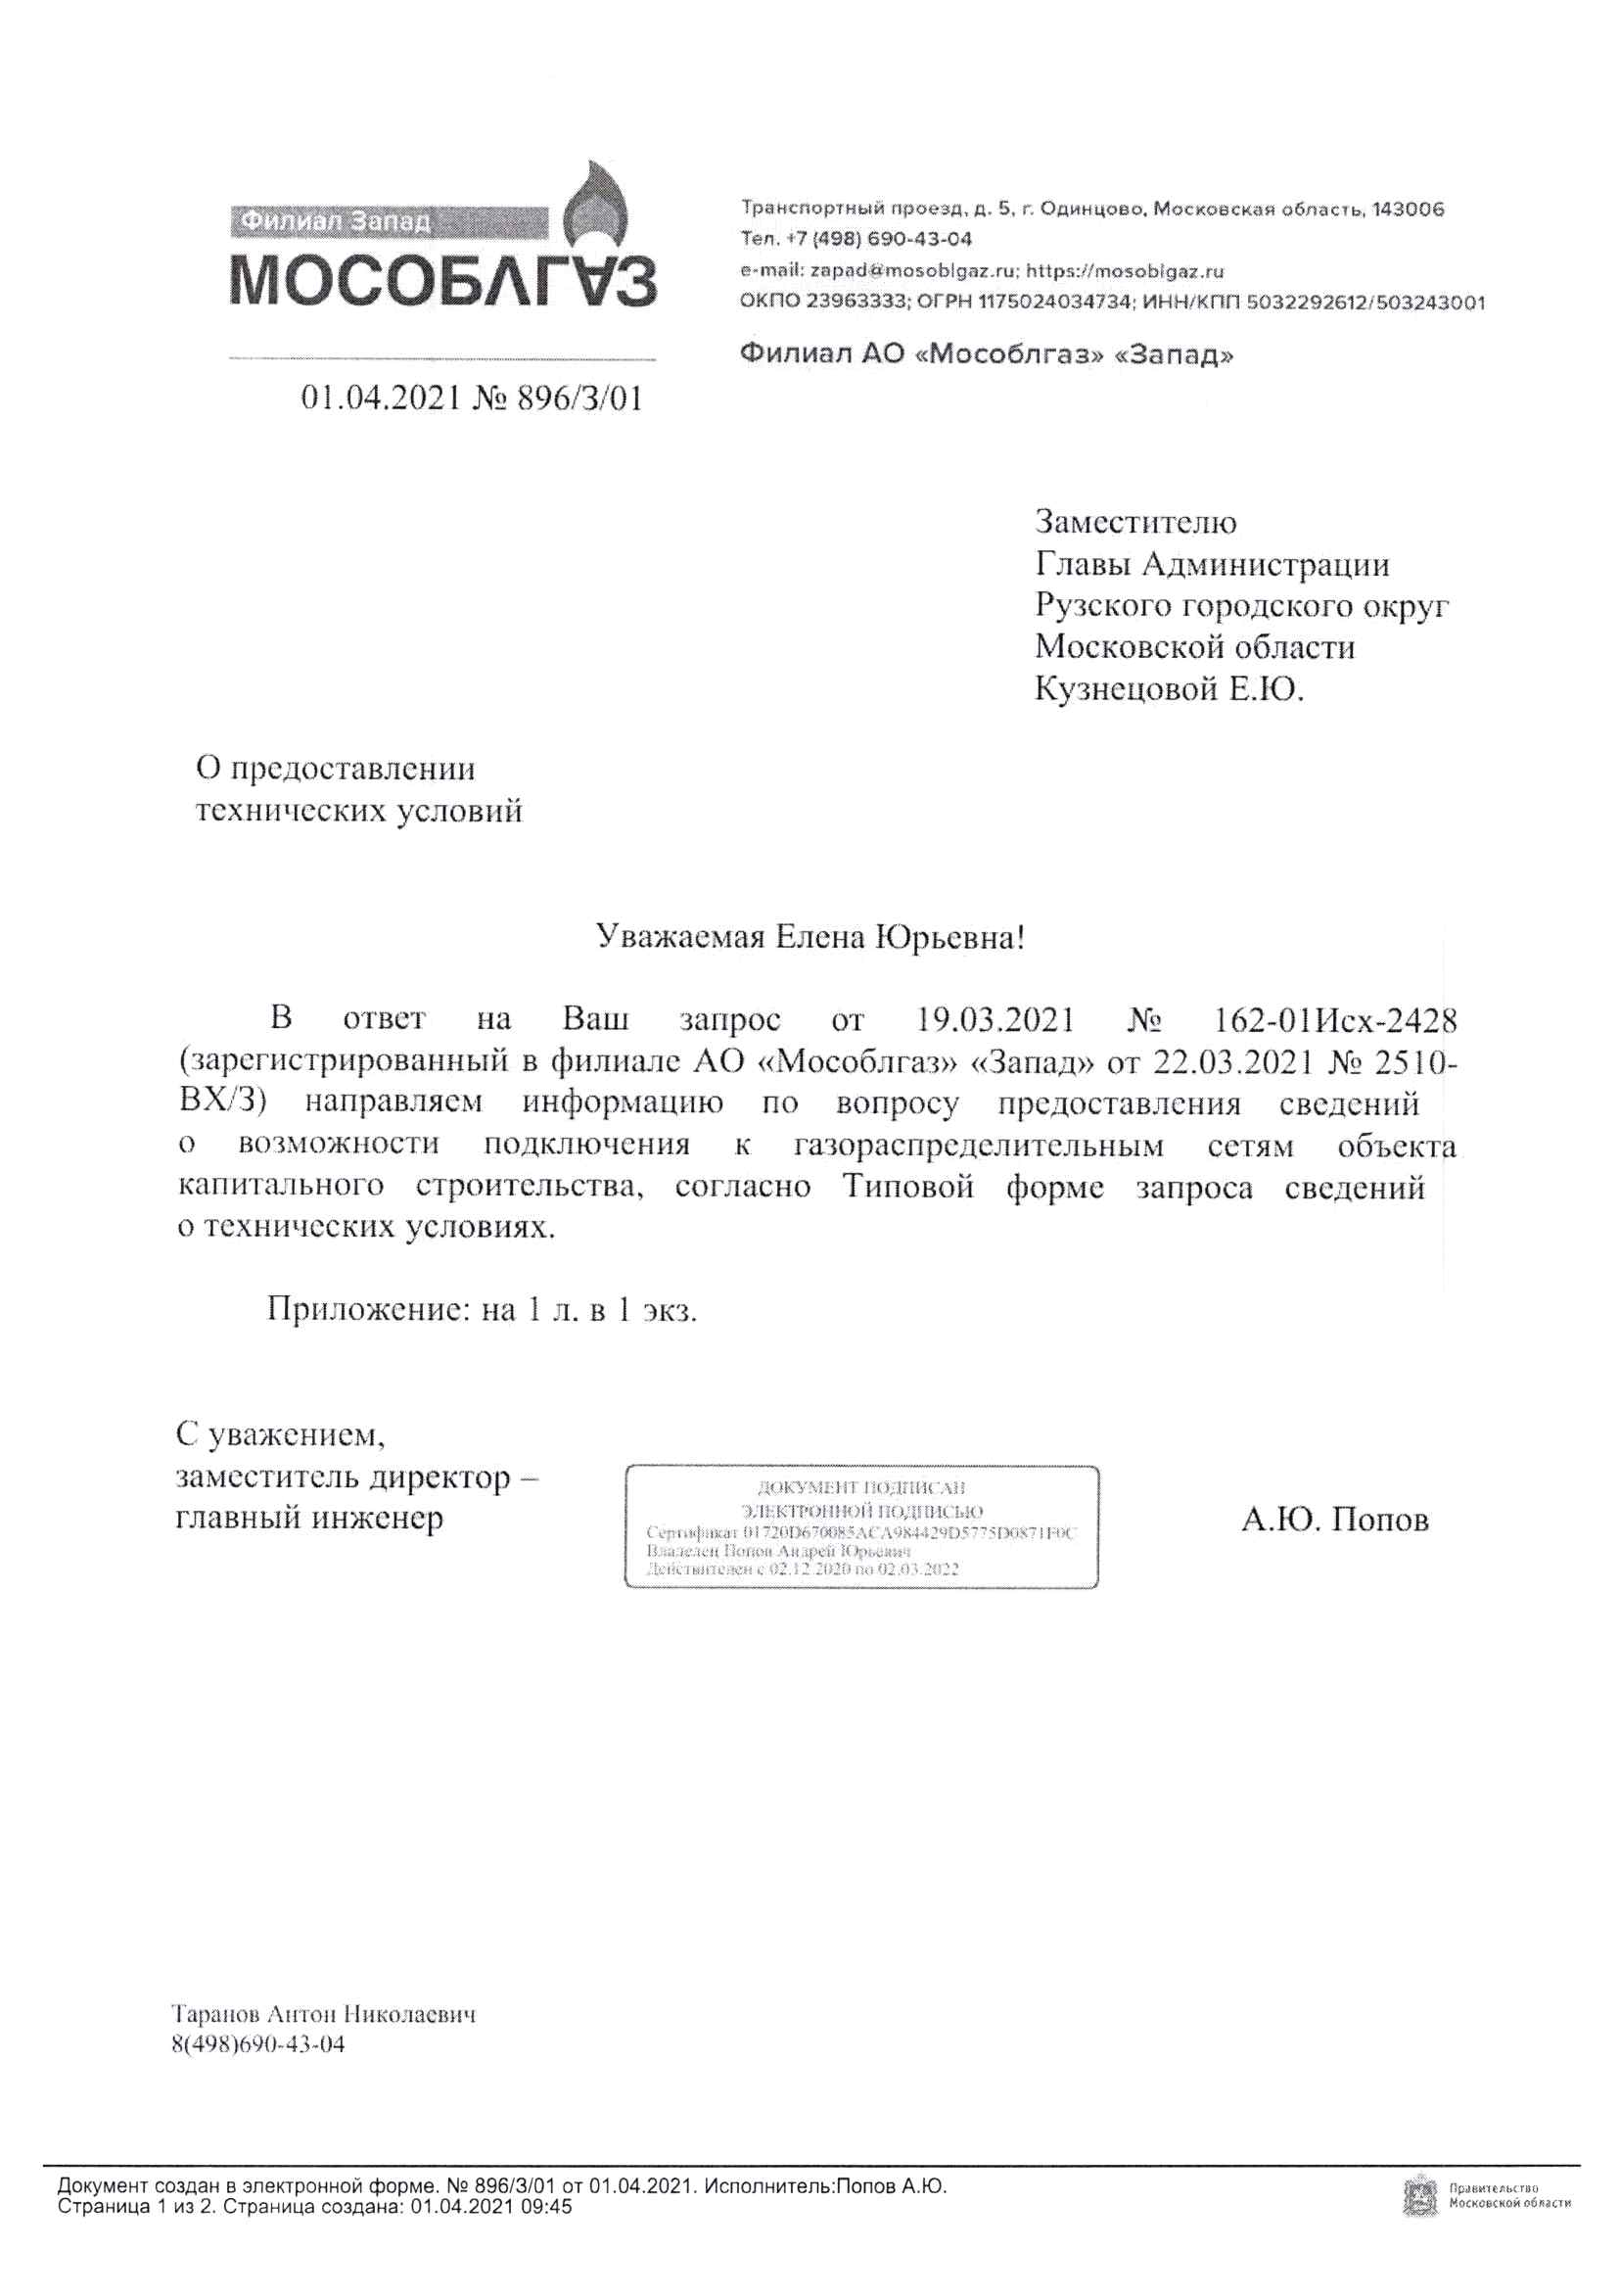 Филиал Запад
МОСОБЛГАЗ
Транспортный проезд, д. 5, г. Одинцово, Московская область, 143006
Тел. +7 (498) 690-43-04
e-mail: zapad@mosoblgaz.ru; https://mosoblgaz.ru
ОКПО 23963333; ОГРН 1175024034734; ИНН/КПП 5032292612/503243001
Филиал АО «Мособлгаз» «Запад»
01.04.2021 № 896/З/01
Заместителю
Главы Администрации
Рузского городского округ
Московской области
Кузнецовой Е.Ю.
О предоставлении
технических условий
Уважаемая Елена Юрьевна!
В ответ на Ваш запрос от 19.03.2021 № 162-01Исх-2428
(зарегистрированный в филиале АО «Мособлгаз» «Запад» от 22.03.2021 № 2510-
ВХ/З) направляем информацию по вопросу предоставления сведений
о возможности подключения к газораспределительным сетям объекта
капитального строительства, согласно Типовой форме запроса сведений
о технических условиях.
Приложение: на 1 л. в 1 экз.
С уважением,
заместитель директор –
главный инженер
ДОКУМЕНТ ПОДПИСАН
ЭЛЕКТРОННОЙ ПОДПИСЬЮ
Сертификат 01720D670085ACA984429D5775D0871F0C
Владелец Попов Андрей Юрьевич
Действителен с 02.12.2020 по 02.03.2022
А.Ю. Попов
Таранов Антон Николаевич
8(498)690-43-04
Документ создан в электронной форме. № 896/З/01 от 01.04.2021. Исполнитель:Попов А.Ю.
Страница 1 из 2. Страница создана: 01.04.2021 09:45
Правительство
Московской области